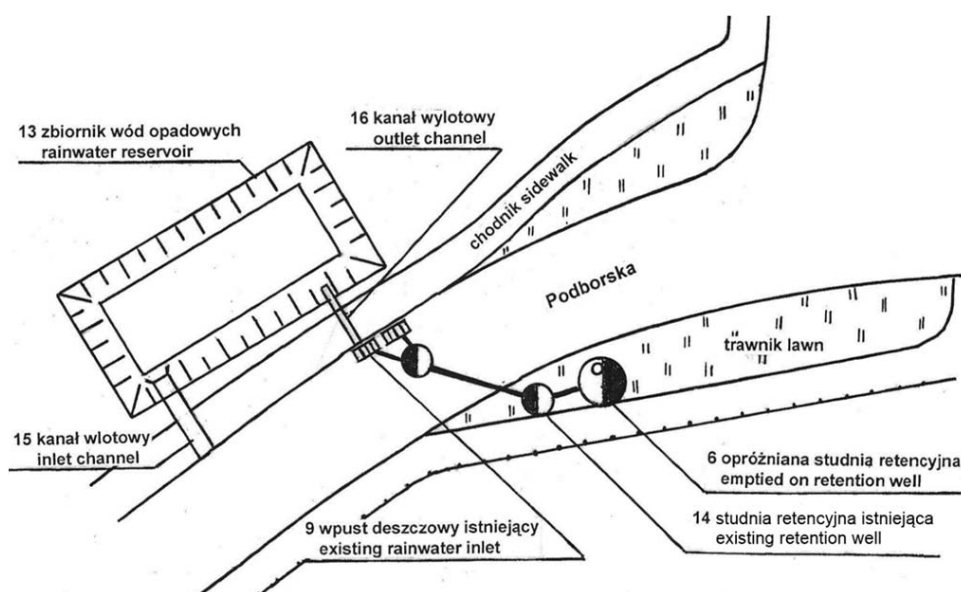 13 zbiornik wód opadowych
rainwater reservoir
16 kanał wylotowy
outlet channel
chodnik sidewalk
Podborska
trawnik lawn
15 kanał wlotowy
inlet channel
6 opróżniana studnią retencyjna
emptied on retention well
9 wpust deszczowy istniejący
existing rainwater inlet
14 studnia retencyjna istniejąca
existing retention well